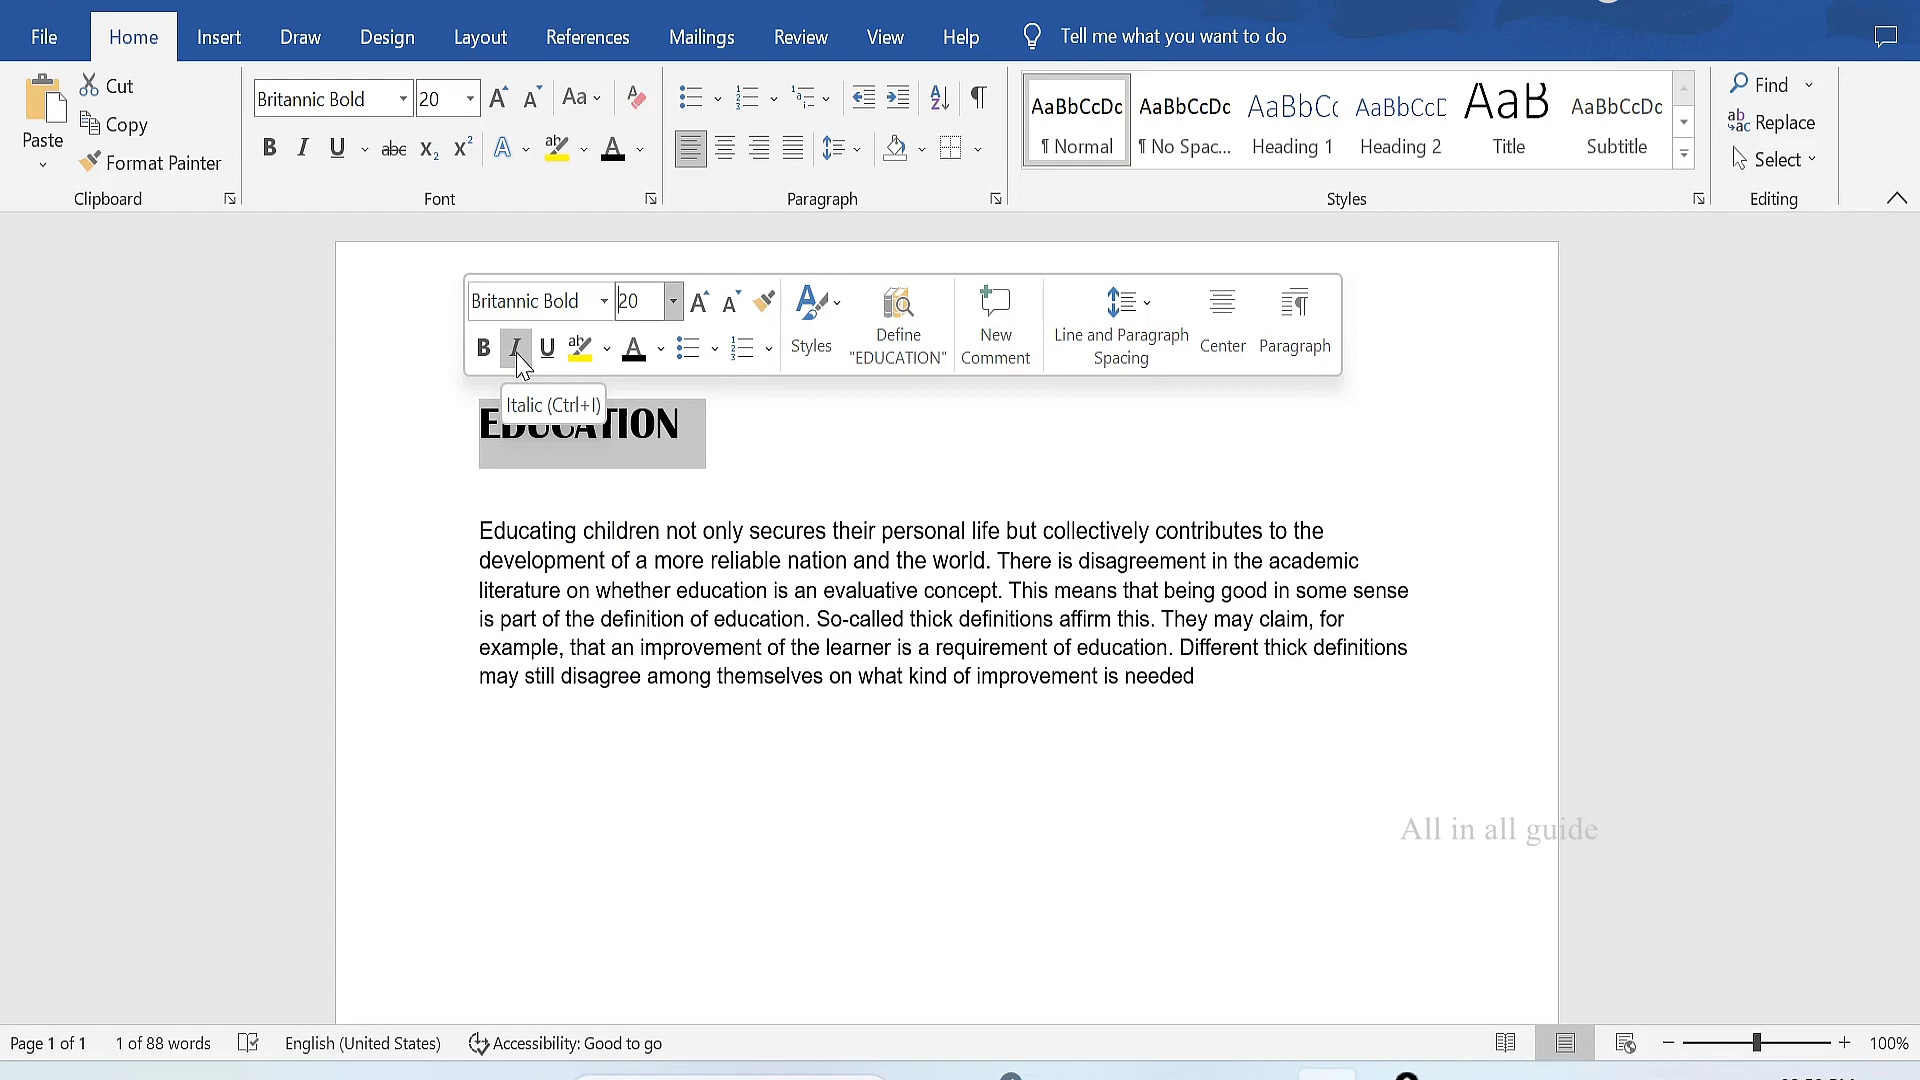 File Home Insert Draw Design Layout References Mailings Review View Help Tell me what you want to do
Paste
Cut
Copy
Format Painter
Clipboard
Britannic Bold 20 Aa
B I U abc X₂ X² A ab A
Font
Paragraph
AaBbCcDc AaBbCcDc AaBbCc AaBbCcD AaB AaBbCcDc
¶ Normal ¶ No Spac... Heading 1 Heading 2 Title Subtitle
Styles
Find
Replace
Select
Editing
Britannic Bold 20
B I U ab A
Styles
Define
"EDUCATION"
New
Comment
Line and Paragraph
Spacing
Center
Paragraph
Italic (Ctrl+I)
EDUCATION
Educating children not only secures their personal life but collectively contributes to the
development of a more reliable nation and the world. There is disagreement in the academic
literature on whether education is an evaluative concept. This means that being good in some sense
is part of the definition of education. So-called thick definitions affirm this. They may claim, for
example, that an improvement of the learner is a requirement of education. Different thick definitions
may still disagree among themselves on what kind of improvement is needed
All in all guide
Page 1 of 1 1 of 88 words English (United States) Accessibility: Good to go 100%